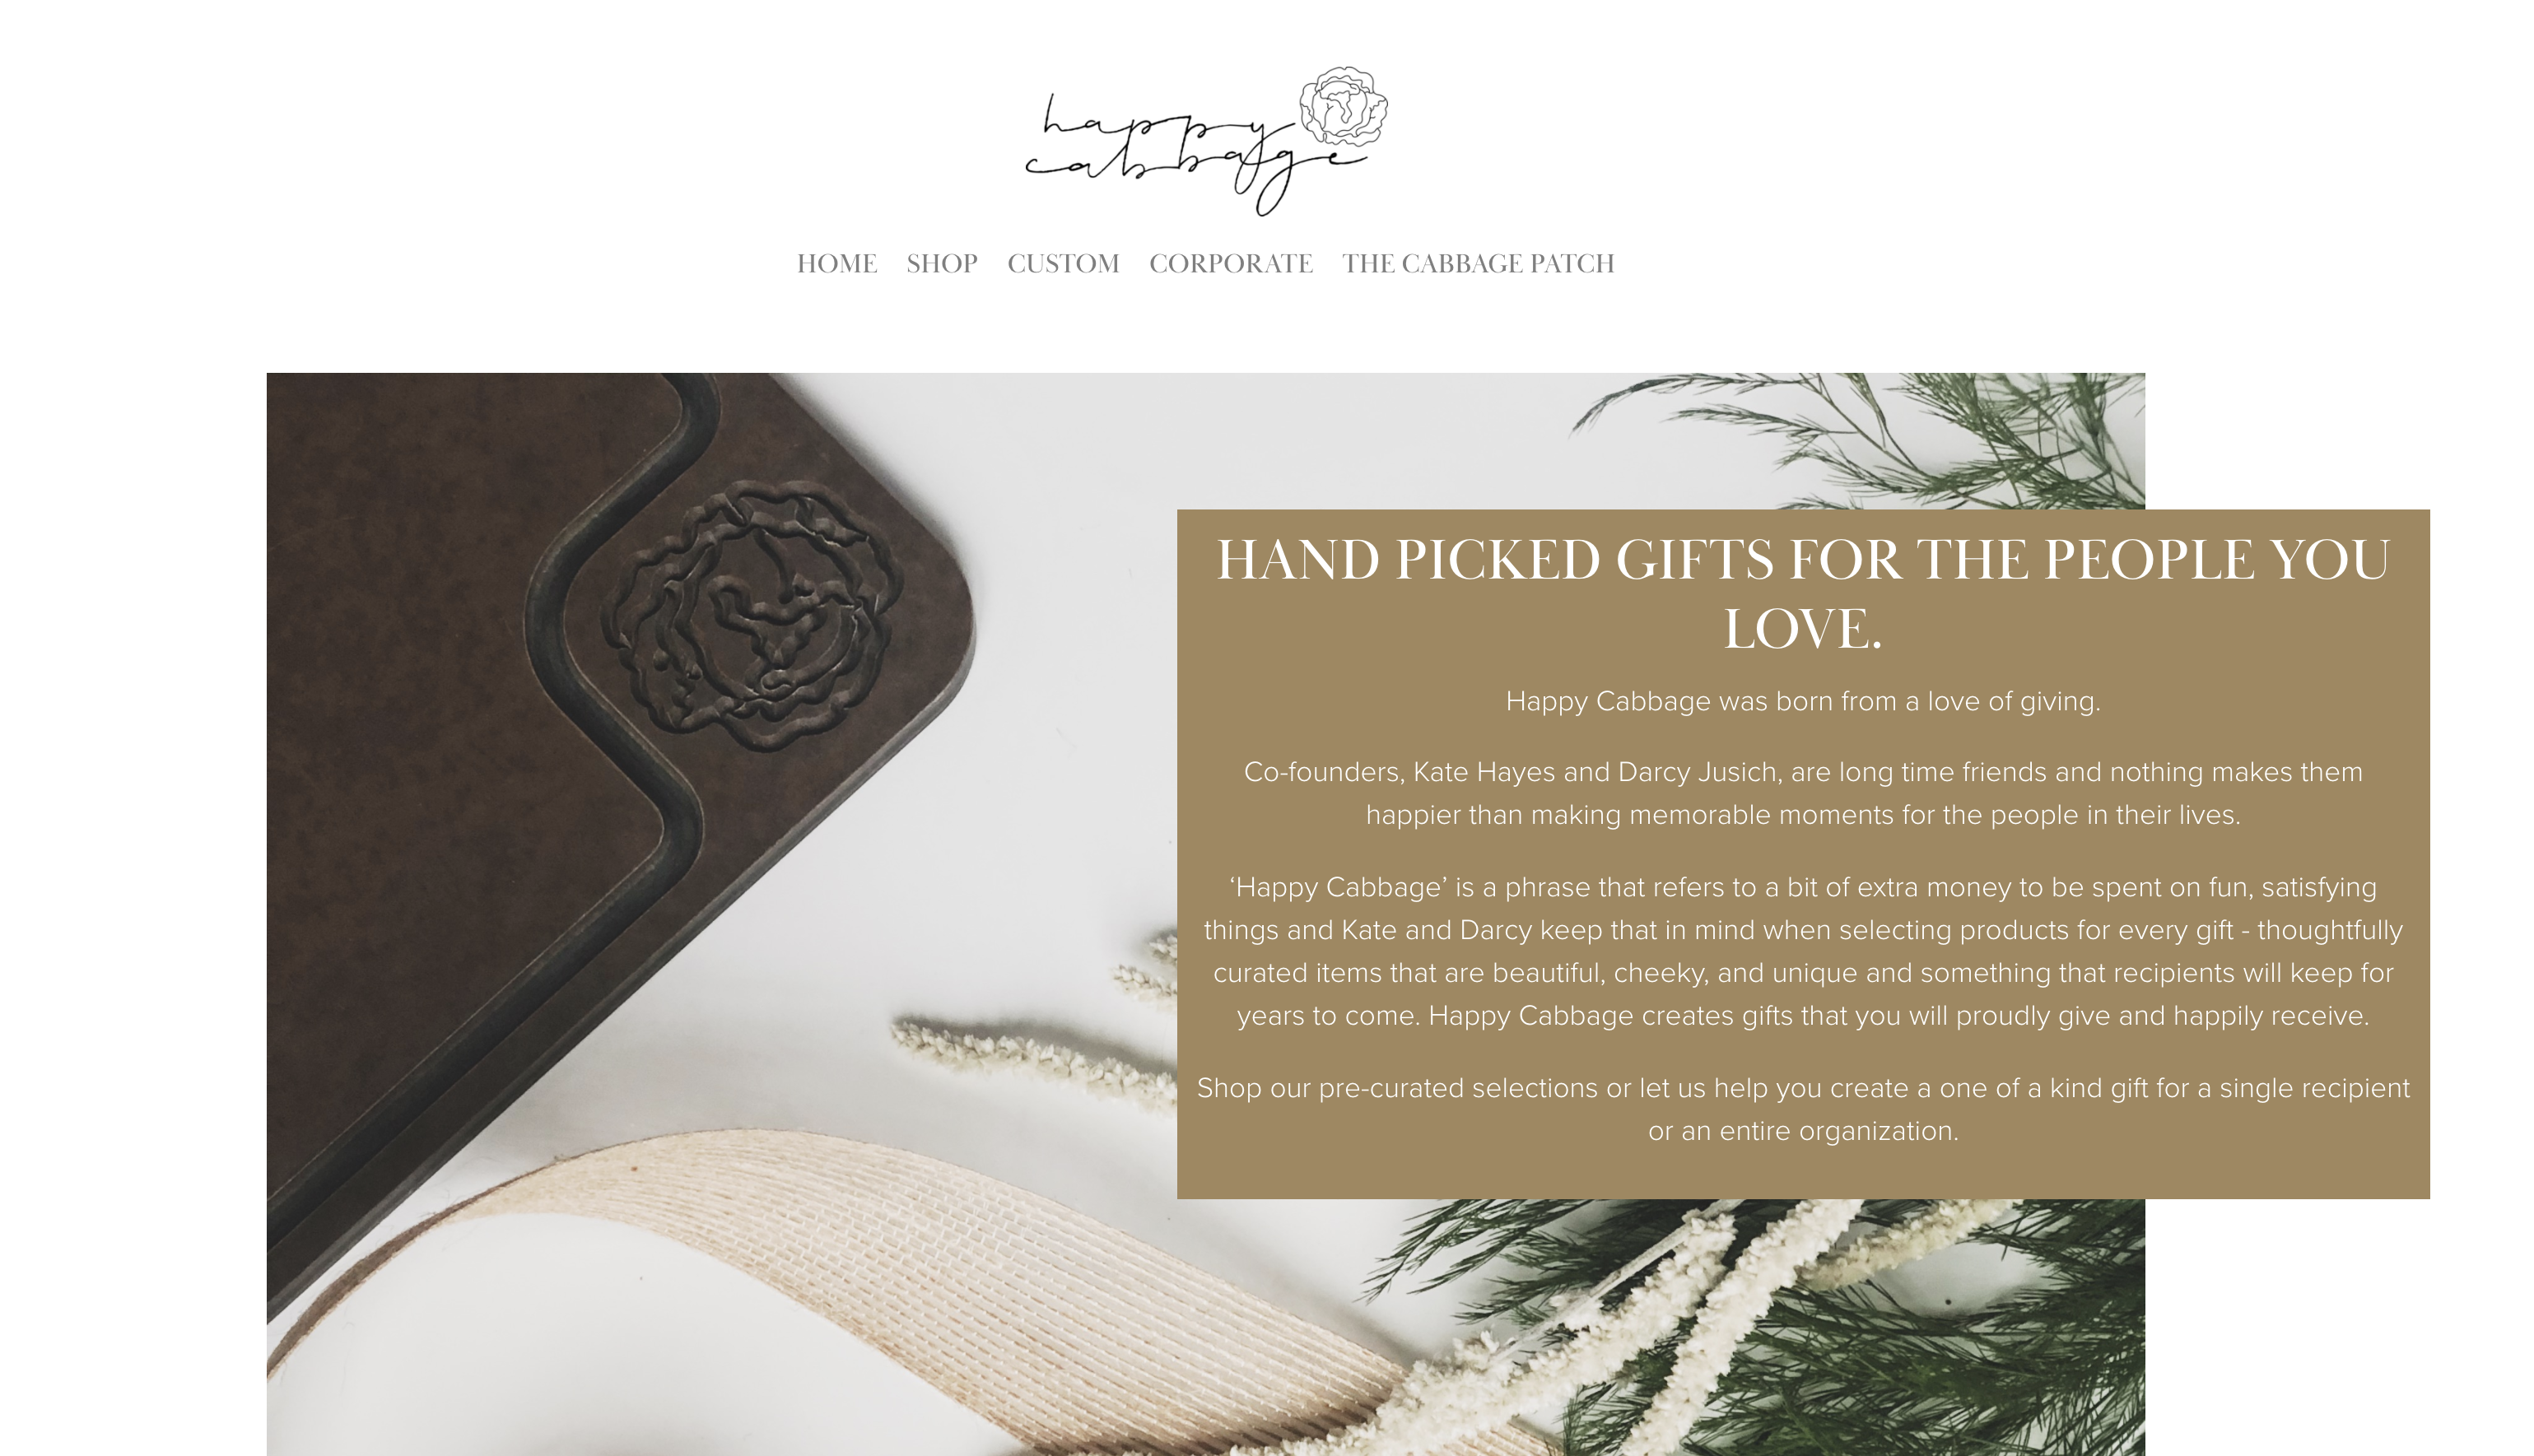 happy
cabbage
HOME SHOP CUSTOM CORPORATE THE CABBAGE PATCH
HAND PICKED GIFTS FOR THE PEOPLE YOU
LOVE.
Happy Cabbage was born from a love of giving.
Co-founders, Kate Hayes and Darcy Jusich, are long time friends and nothing makes them
happier than making memorable moments for the people in their lives.
‘Happy Cabbage’ is a phrase that refers to a bit of extra money to be spent on fun, satisfying
things and Kate and Darcy keep that in mind when selecting products for every gift - thoughtfully
curated items that are beautiful, cheeky, and unique and something that recipients will keep for
years to come. Happy Cabbage creates gifts that you will proudly give and happily receive.
Shop our pre-curated selections or let us help you create a one of a kind gift for a single recipient
or an entire organization.